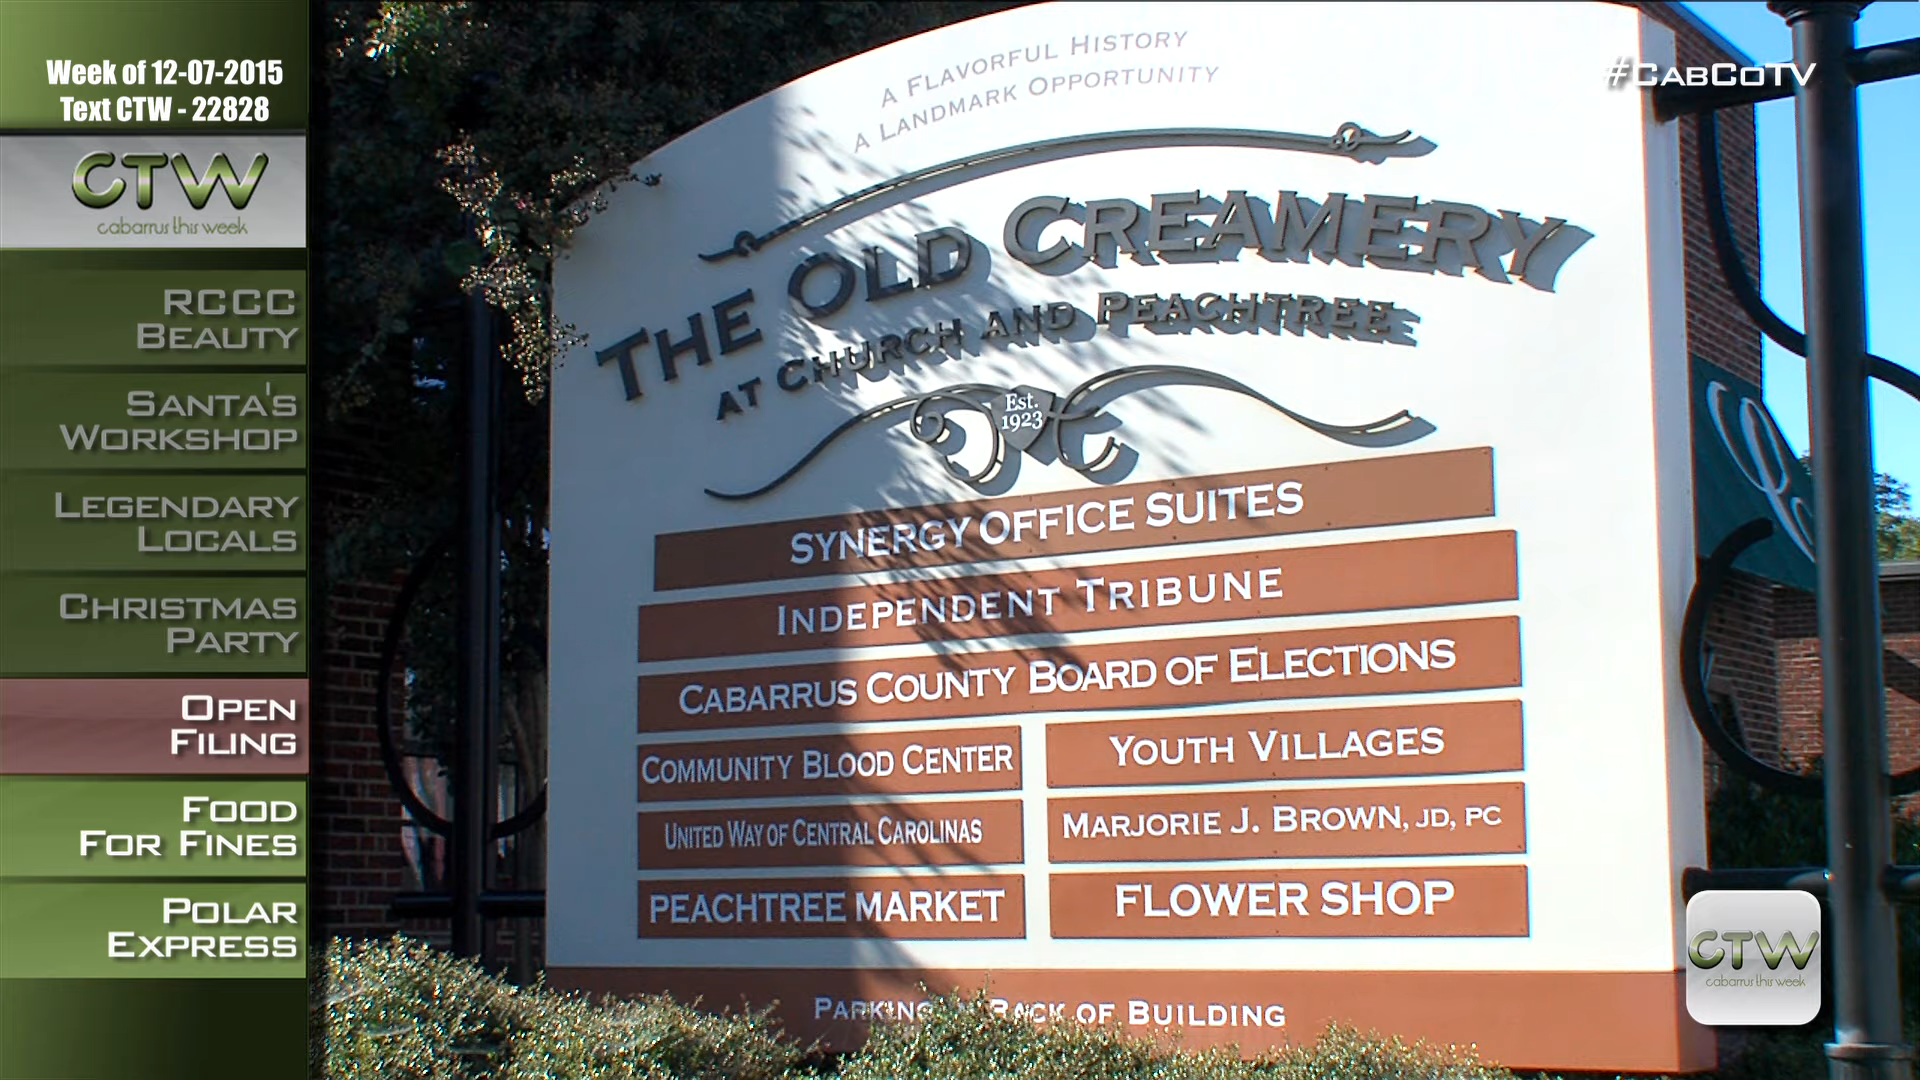 Week of 12-07-2015
Text CTW - 22828
CTW
cabarrus this week
RCCC
BEAUTY
SANTA'S
WORKSHOP
LEGENDARY
LOCALS
CHRISTMAS
PARTY
OPEN
FILING
FOOD
FOR FINES
POLAR
EXPRESS
#CABCOTV
A FLAVORFUL HISTORY
A LANDMARK OPPORTUNITY
THE OLD CREAMERY
AT CHURCH AND PEACHTREE
Est.
1923
SYNERGY OFFICE SUITES
INDEPENDENT TRIBUNE
CABARRUS COUNTY BOARD OF ELECTIONS
COMMUNITY BLOOD CENTER
YOUTH VILLAGES
UNITED WAY OF CENTRAL CAROLINAS
MARJORIE J. BROWN, JD, PC
PEACHTREE MARKET
FLOWER SHOP
PARKING BACK OF BUILDING
CTW
cabarrus this week